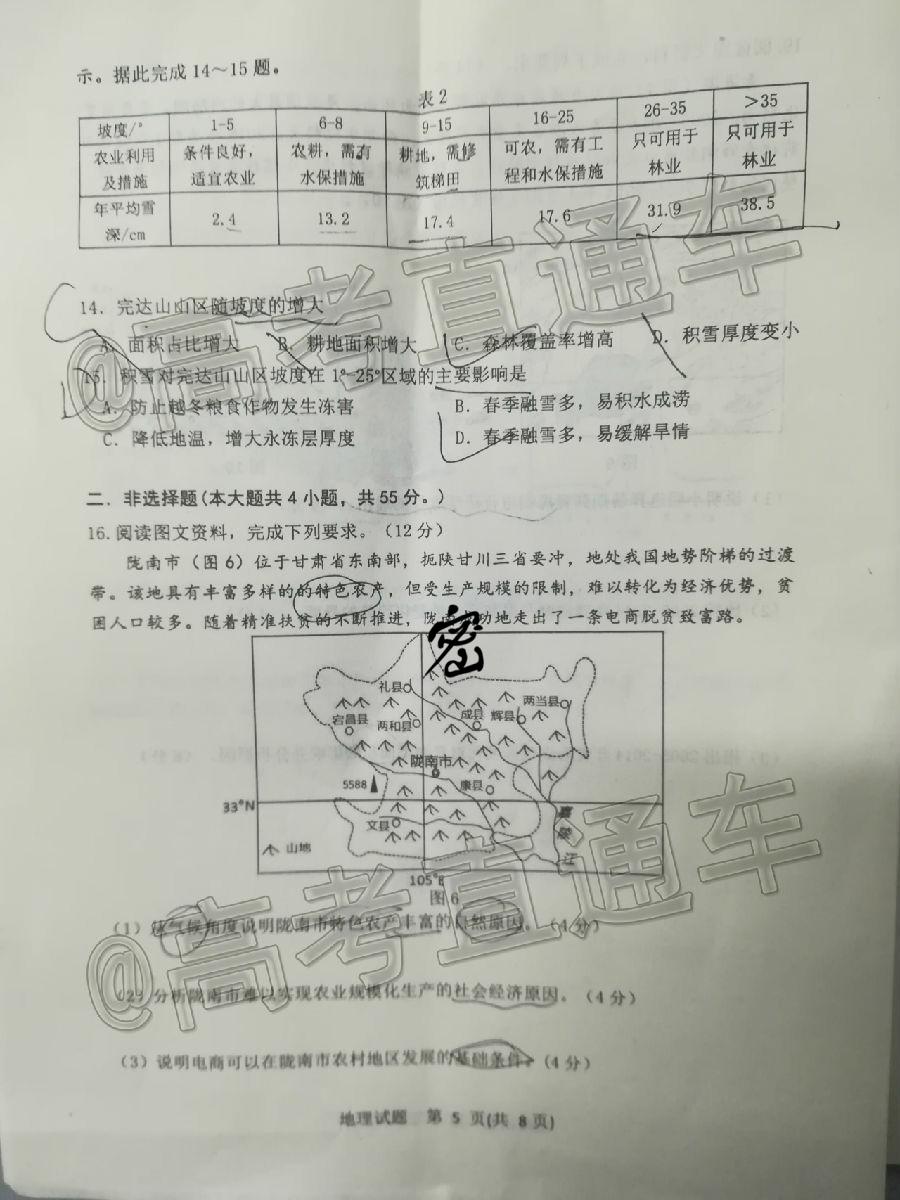 示。据此完成 14～15 题。
表 2
坡度/° 1-5 6-8 9-15 16-25 26-35 >35
农业利用及措施 条件良好，适宜农业 农耕，需有水保措施 耕地，需修筑梯田 可农，需有工程和水保措施 只可用于林业 只可用于林业
年平均雪深/cm 2.4 13.2 17.4 17.6 31.9 38.5
14. 完达山山区随坡度的增大
A. 面积占比增大 B. 耕地面积增大 C. 森林覆盖率增高 D. 积雪厚度变小
15. 积雪对完达山山区坡度在 1°-25°区域的主要影响是
A. 防止越冬粮食作物发生冻害 B. 春季融雪多，易积水成涝
C. 降低地温，增大永冻层厚度 D. 春季融雪多，易缓解旱情
二、非选择题(本大题共 4 小题，共 55 分。)
16. 阅读图文资料，完成下列要求。(12 分)
陇南市（图 6）位于甘肃省东南部，扼陕甘川三省要冲，地处我国地势阶梯的过渡
带。该地具有丰富多样的的特色农产，但受生产规模的限制，难以转化为经济优势，贫
困人口较多。随着精准扶贫的不断推进，陇南成功地走出了一条电商脱贫致富路。
密
礼县
两当县
宕昌县 两和县 成县 辉县
陇南市
5588 康县
33°N
嘉陵江
文县
山地
105°E
图 6
(1) 从气候角度说明陇南市特色农产丰富的自然原因。(4 分)
(2) 分析陇南市难以实现农业规模化生产的社会经济原因。(4 分)
(3) 说明电商可以在陇南市农村地区发展的基础条件。(4 分)
地理试题 第 5 页(共 8 页)
@高考直通车
@高考直通车